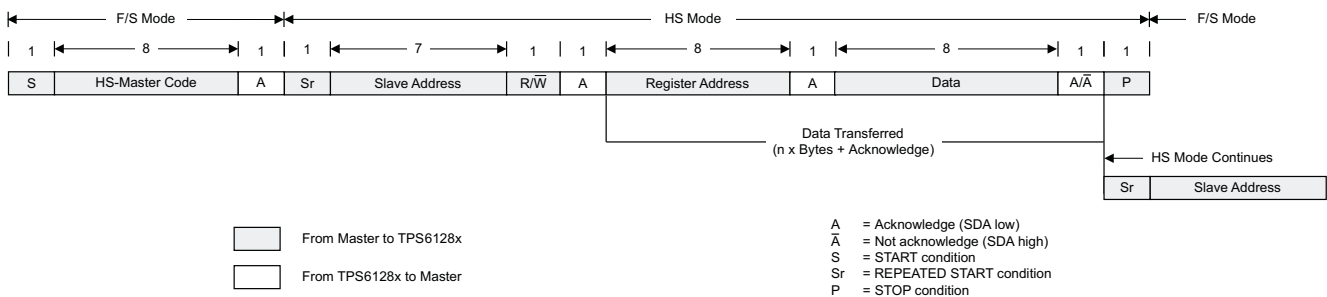 F/S Mode HS Mode F/S Mode
1 8 1 1 7 1 1 8 1 8 1 1
S HS-Master Code A Sr Slave Address R/W̅ A Register Address A Data A/A̅ P
Data Transferred
(n x Bytes + Acknowledge)
HS Mode Continues
Sr Slave Address
From Master to TPS6128x
From TPS6128x to Master
A = Acknowledge (SDA low)
A̅ = Not acknowledge (SDA high)
S = START condition
Sr = REPEATED START condition
P = STOP condition